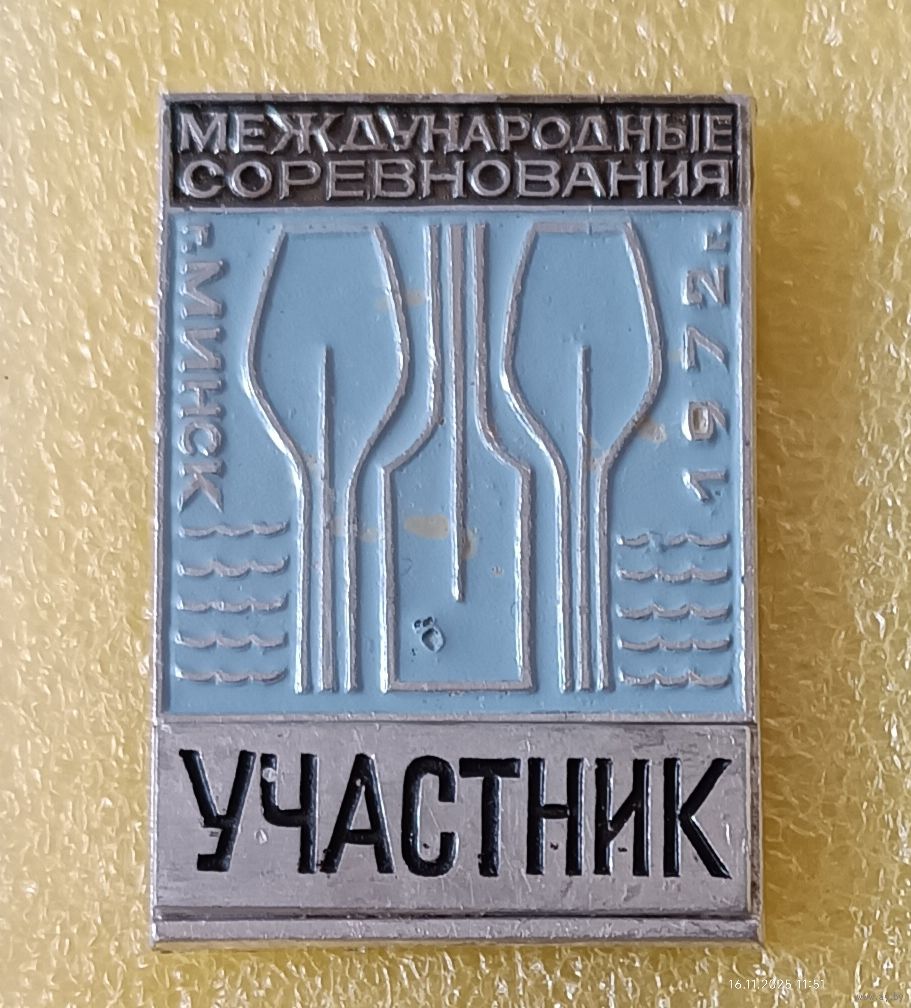 МЕЖДУНАРОДНЫЕ
СОРЕВНОВАНИЯ
г. МИНСК
1972 г.
УЧАСТНИК
16.11.2025 11:51